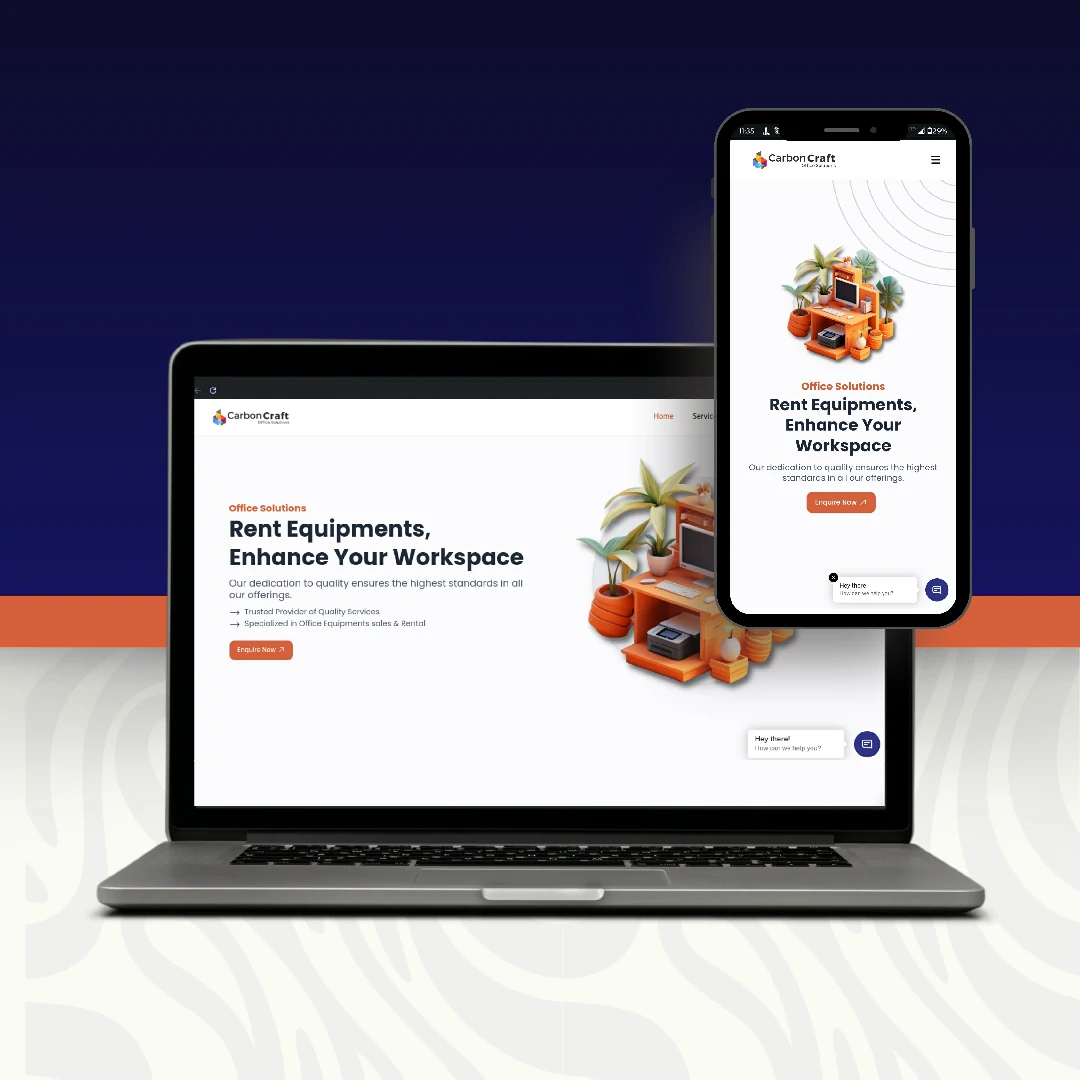 11:35
29%
Carbon Craft
Office Solutions
Office Solutions
Rent Equipments,
Enhance Your
Workspace
Our dedication to quality ensures the highest
standards in all our offerings.
Enquire Now
Hey there
How can we help you?
Carbon Craft
Office Solutions
Home Servic
Office Solutions
Rent Equipments,
Enhance Your Workspace
Our dedication to quality ensures the highest standards in all
our offerings.
Trusted Provider of Quality Services
Specialized in Office Equipments sales & Rental
Enquire Now
Hey there!
How can we help you?